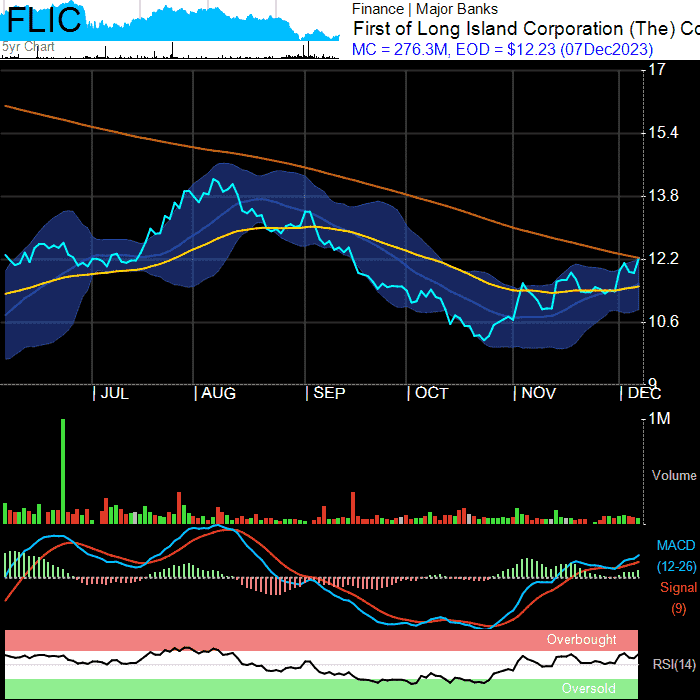 FLIC
5yr Chart
Finance | Major Banks
First of Long Island Corporation (The) Co
MC = 276.3M, EOD = $12.23 (07Dec2023)
17
15.4
13.8
12.2
10.6
9
| JUL | AUG | SEP | OCT | NOV | DEC
1M
Volume
MACD
(12-26)
Signal
(9)
Overbought
RSI(14)
Oversold